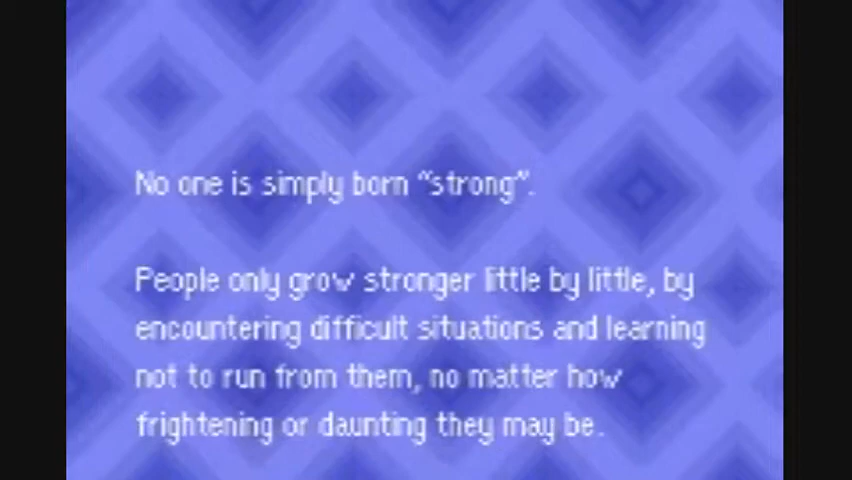 No one is simply born “strong”.
People only grow stronger little by little, by
encountering difficult situations and learning
not to run from them, no matter how
frightening or daunting they may be.